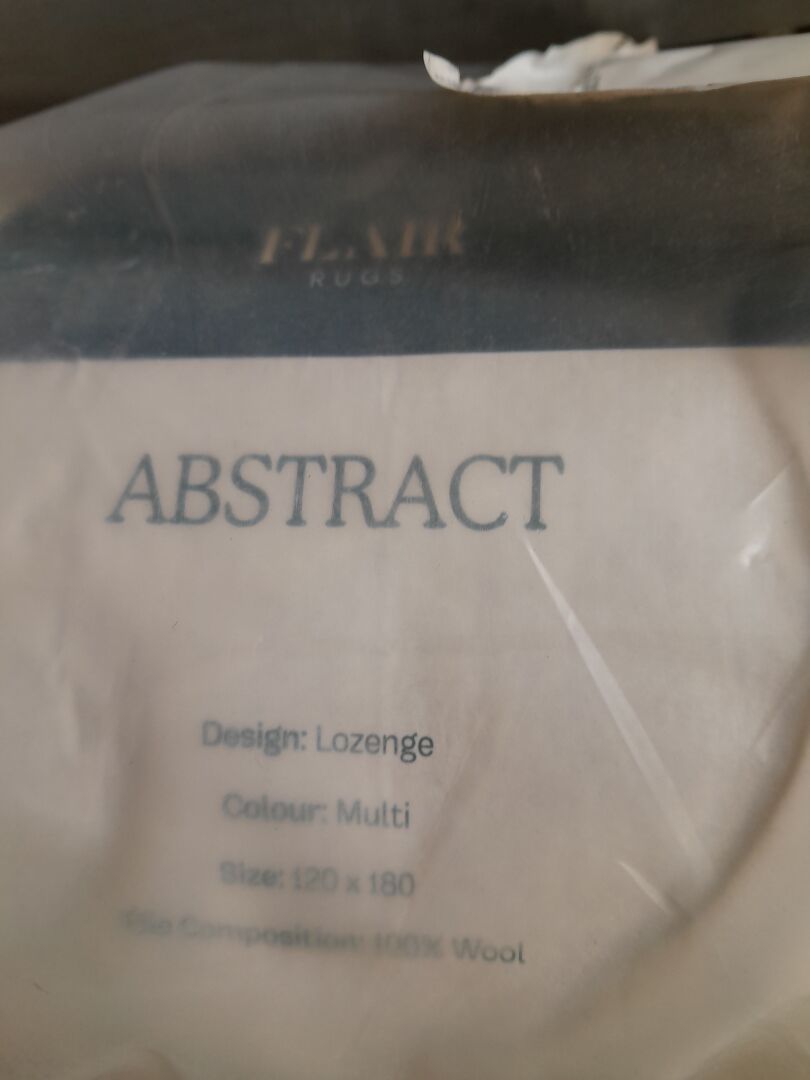 FLAIR
RUGS
ABSTRACT
Design: Lozenge
Colour: Multi
Size: 120 x 180
Pile Composition: 100% Wool